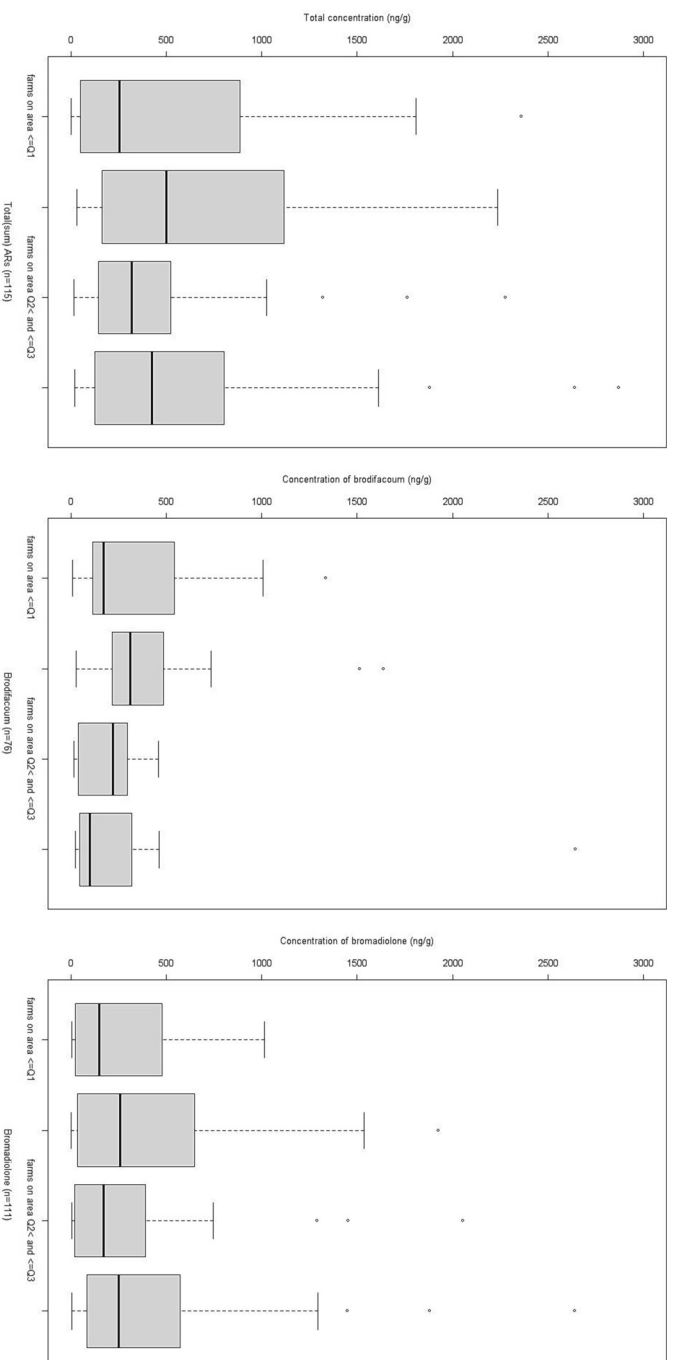 Total concentration (ng/g)
0 500 1000 1500 2000 2500 3000
farms on area <=Q1
farms on area Q2< and <=Q3
Total(sum) ARs (n=115)
Concentration of brodifacoum (ng/g)
0 500 1000 1500 2000 2500 3000
farms on area <=Q1
farms on area Q2< and <=Q3
Brodifacoum (n=76)
Concentration of bromadiolone (ng/g)
0 500 1000 1500 2000 2500 3000
farms on area <=Q1
farms on area Q2< and <=Q3
Bromadiolone (n=111)